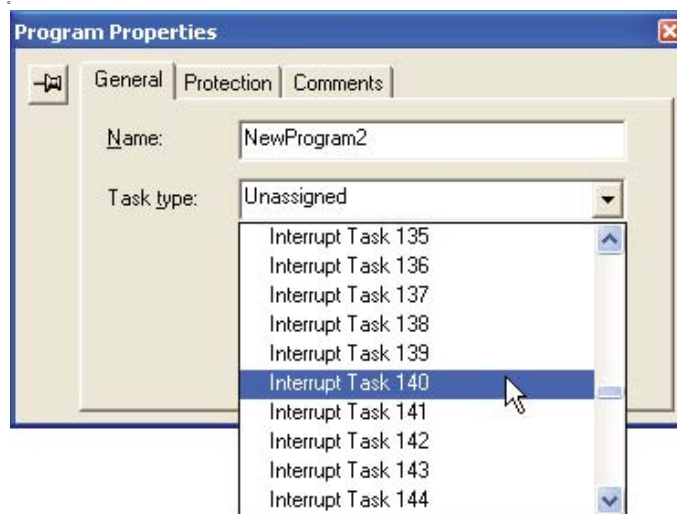 Program Properties
General Protection Comments
Name: NewProgram2
Task type: Unassigned
Interrupt Task 135
Interrupt Task 136
Interrupt Task 137
Interrupt Task 138
Interrupt Task 139
Interrupt Task 140
Interrupt Task 141
Interrupt Task 142
Interrupt Task 143
Interrupt Task 144